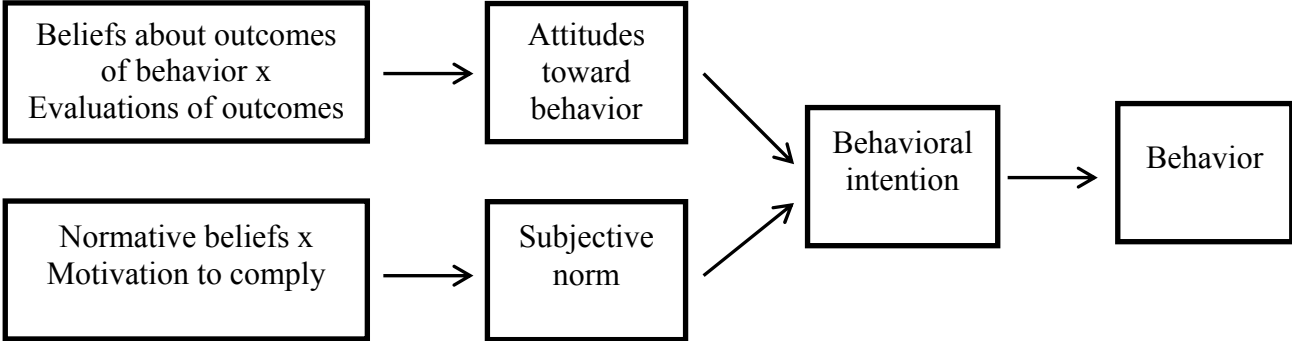 Beliefs about outcomes
of behavior x
Evaluations of outcomes
Attitudes
toward
behavior
Behavioral
intention
Behavior
Normative beliefs x
Motivation to comply
Subjective
norm